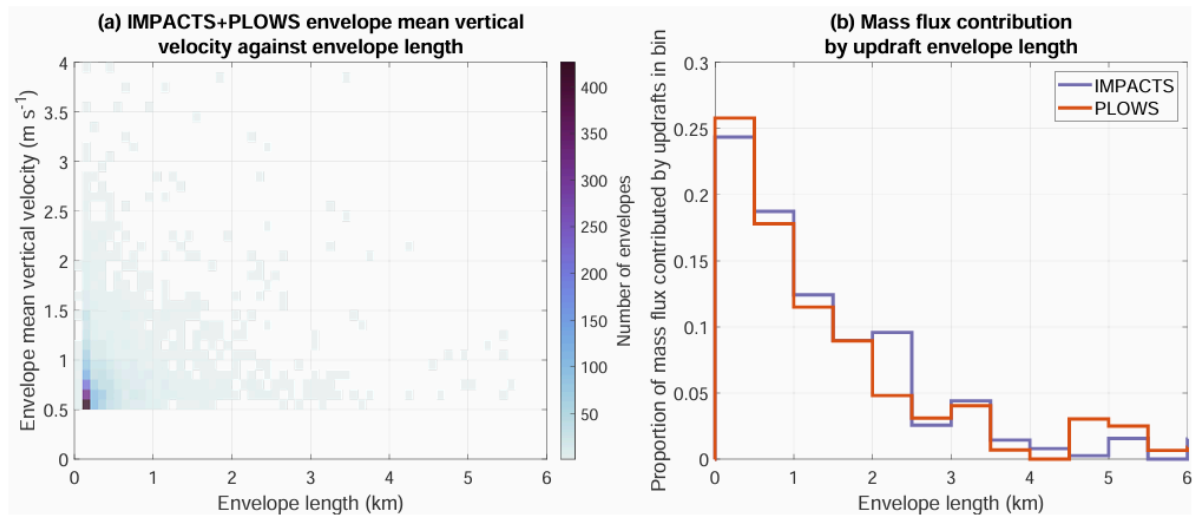 (a) IMPACTS+PLOWS envelope mean vertical
velocity against envelope length
Envelope mean vertical velocity (m s⁻¹)
4
3.5
3
2.5
2
1.5
1
0.5
0
0 1 2 3 4 5 6
Envelope length (km)
400
350
300
250
200
150
100
50
Number of envelopes
(b) Mass flux contribution
by updraft envelope length
Proportion of mass flux contributed by updrafts in bin
0.3
0.25
0.2
0.15
0.1
0.05
0
0 1 2 3 4 5 6
Envelope length (km)
IMPACTS
PLOWS